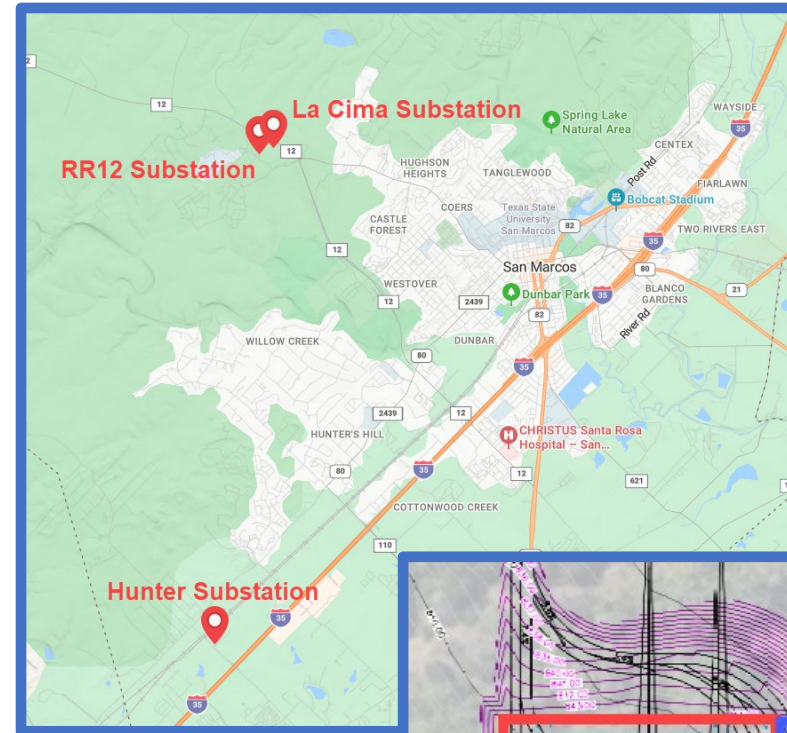 La Cima Substation
RR12 Substation
Hunter Substation
12
12
12
12
12
12
12
Spring Lake
Natural Area
WAYSIDE
35
CENTEX
Post Rd
FIARLAWN
HUGHSON
HEIGHTS
TANGLEWOOD
Bobcat Stadium
COERS
Texas State
University
San Marcos
82
CASTLE
FOREST
TWO RIVERS EAST
35
San Marcos
80
WESTOVER
2439
Dunbar Park
35
BLANCO
GARDENS
21
82
River Rd
WILLOW CREEK
DUNBAR
80
35
2439
HUNTER'S HILL
CHRISTUS Santa Rosa
Hospital – San...
80
35
621
COTTONWOOD CREEK
110
35
35